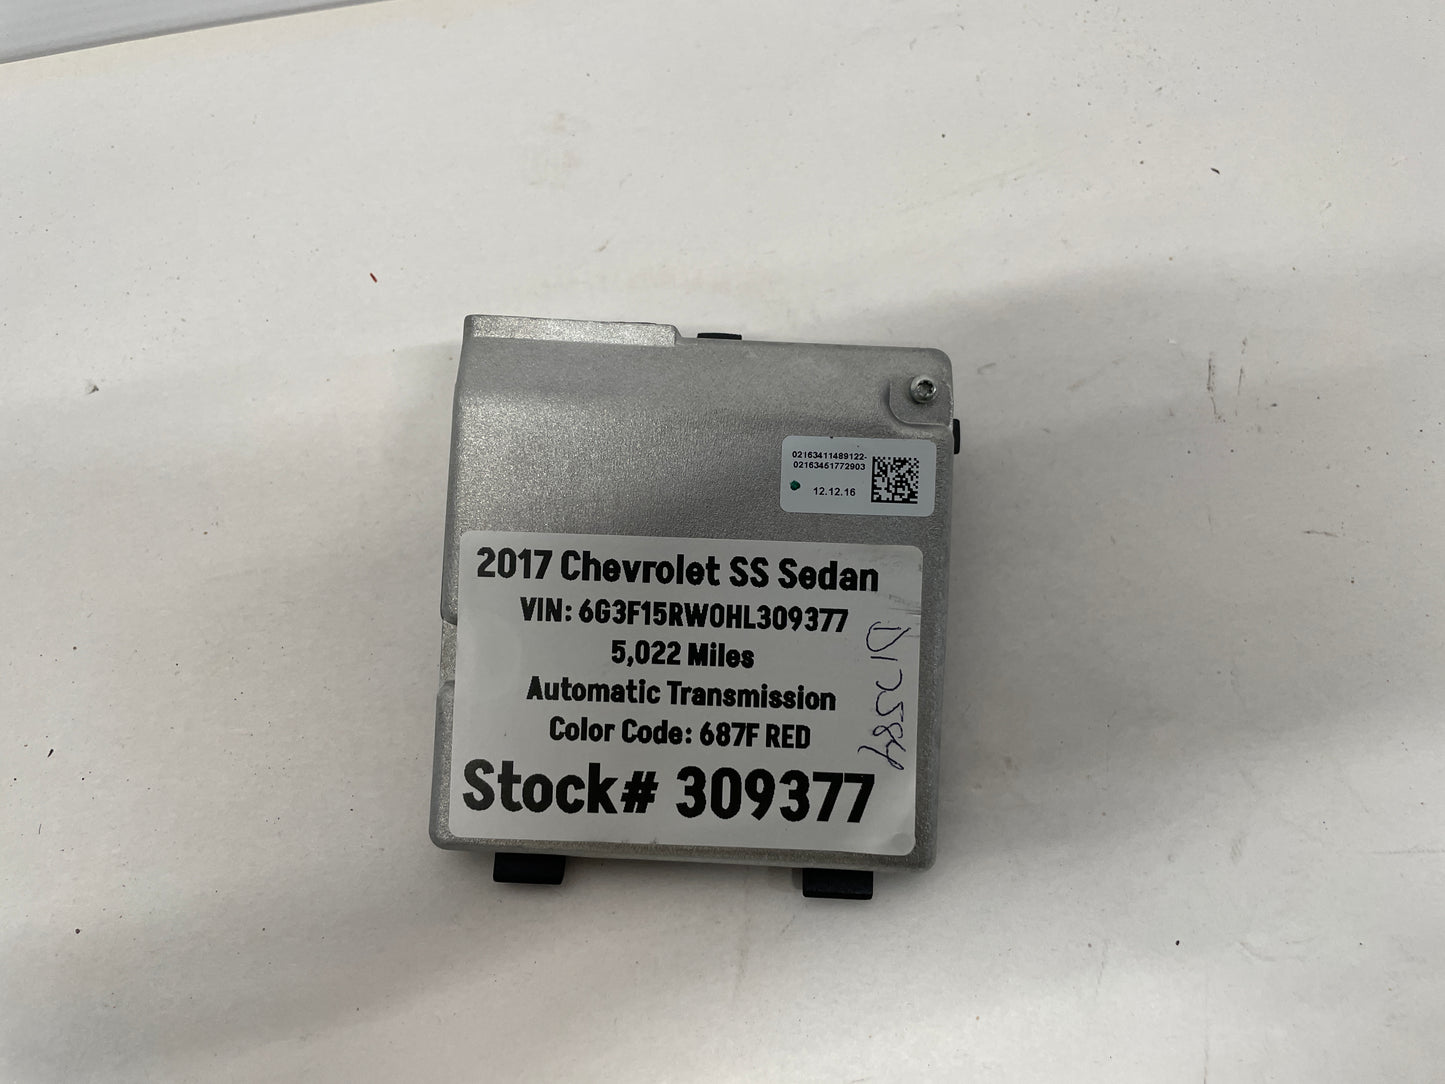 02163411489122-
02163451772903
12.12.16
2017 Chevrolet SS Sedan
VIN: 6G3F15RW0HL309377
5,022 Miles
Automatic Transmission
Color Code: 687F RED
Stock# 309377